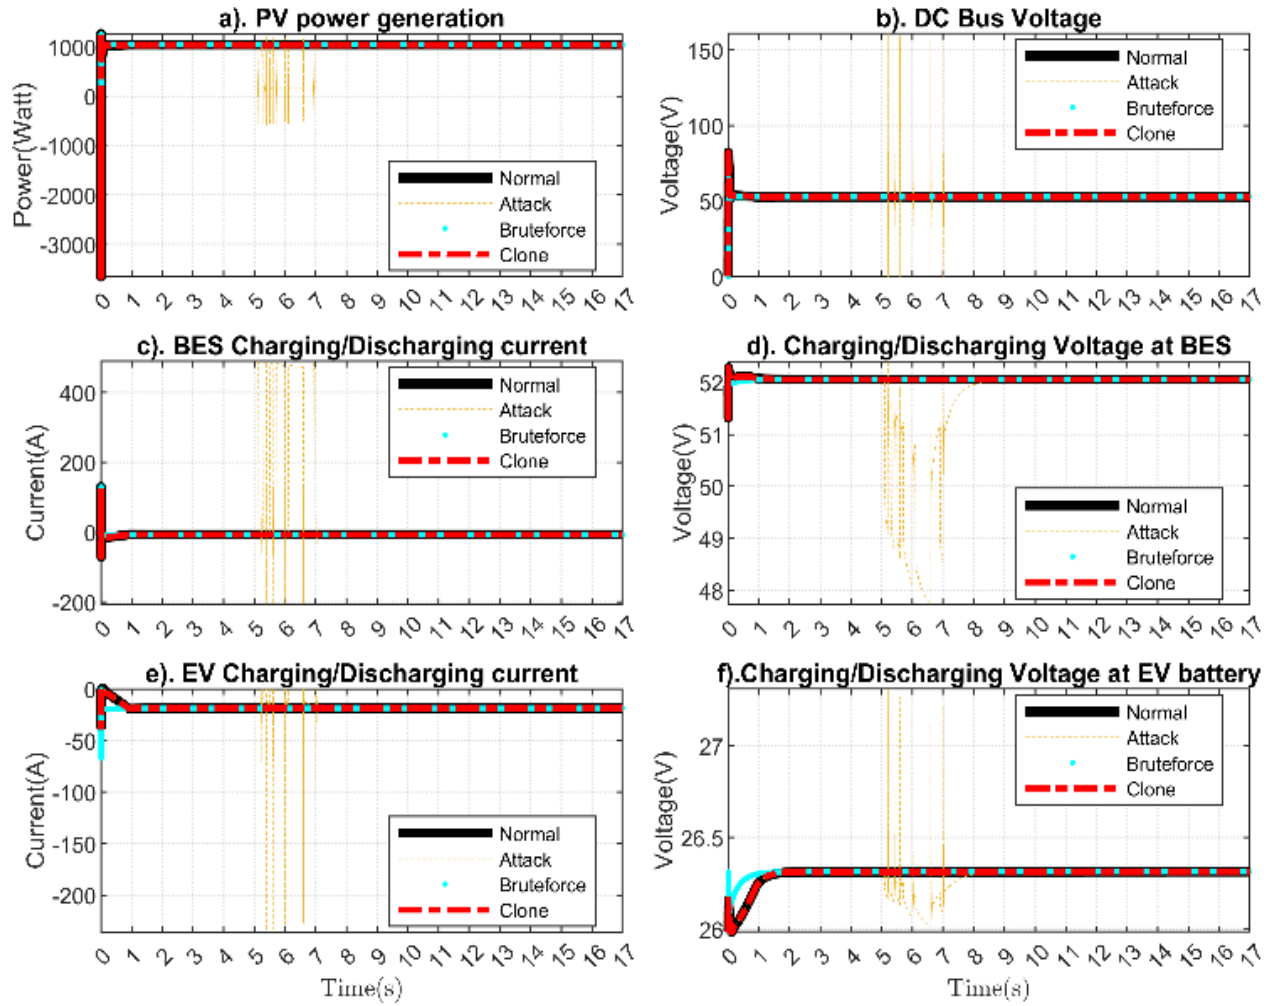 a). PV power generation
1000
0
-1000
-2000
-3000
Power(Watt)
Normal
Attack
Bruteforce
Clone
0 1 2 3 4 5 6 7 8 9 10 11 12 13 14 15 16 17
b). DC Bus Voltage
150
100
50
0
Voltage(V)
Normal
Attack
Bruteforce
Clone
0 1 2 3 4 5 6 7 8 9 10 11 12 13 14 15 16 17
c). BES Charging/Discharging current
400
200
0
-200
Current(A)
Normal
Attack
Bruteforce
Clone
0 1 2 3 4 5 6 7 8 9 10 11 12 13 14 15 16 17
d). Charging/Discharging Voltage at BES
52
51
50
49
48
Voltage(V)
Normal
Attack
Bruteforce
Clone
0 1 2 3 4 5 6 7 8 9 10 11 12 13 14 15 16 17
e). EV Charging/Discharging current
0
-50
-100
-150
-200
Current(A)
Normal
Attack
Bruteforce
Clone
0 1 2 3 4 5 6 7 8 9 10 11 12 13 14 15 16 17
Time(s)
f).Charging/Discharging Voltage at EV battery
27
26.5
26
Voltage(V)
Normal
Attack
Bruteforce
Clone
0 1 2 3 4 5 6 7 8 9 10 11 12 13 14 15 16 17
Time(s)